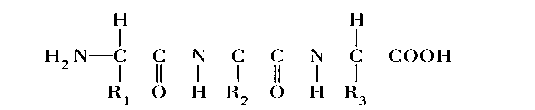 H H
H₂N—C C N C C N C COOH
R₁ O H R₂ O H R₃